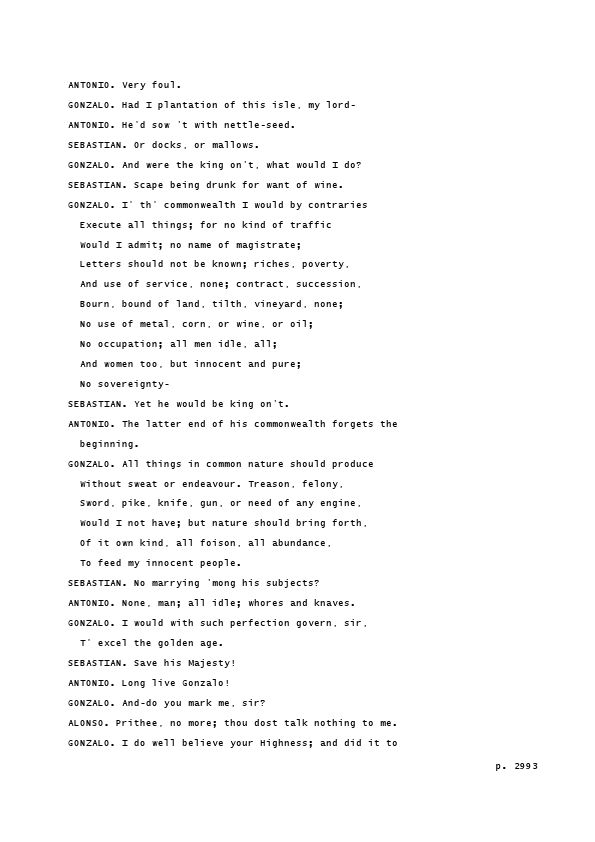 ANTONIO. Very foul.
GONZALO. Had I plantation of this isle, my lord-
ANTONIO. He'd sow 't with nettle-seed.
SEBASTIAN. Or docks, or mallows.
GONZALO. And were the king on't, what would I do?
SEBASTIAN. Scape being drunk for want of wine.
GONZALO. I' th' commonwealth I would by contraries
Execute all things; for no kind of traffic
Would I admit; no name of magistrate;
Letters should not be known; riches, poverty,
And use of service, none; contract, succession,
Bourn, bound of land, tilth, vineyard, none;
No use of metal, corn, or wine, or oil;
No occupation; all men idle, all;
And women too, but innocent and pure;
No sovereignty-
SEBASTIAN. Yet he would be king on't.
ANTONIO. The latter end of his commonwealth forgets the
beginning.
GONZALO. All things in common nature should produce
Without sweat or endeavour. Treason, felony,
Sword, pike, knife, gun, or need of any engine,
Would I not have; but nature should bring forth,
Of it own kind, all foison, all abundance,
To feed my innocent people.
SEBASTIAN. No marrying 'mong his subjects?
ANTONIO. None, man; all idle; whores and knaves.
GONZALO. I would with such perfection govern, sir,
T' excel the golden age.
SEBASTIAN. Save his Majesty!
ANTONIO. Long live Gonzalo!
GONZALO. And-do you mark me, sir?
ALONSO. Prithee, no more; thou dost talk nothing to me.
GONZALO. I do well believe your Highness; and did it to
p. 2993